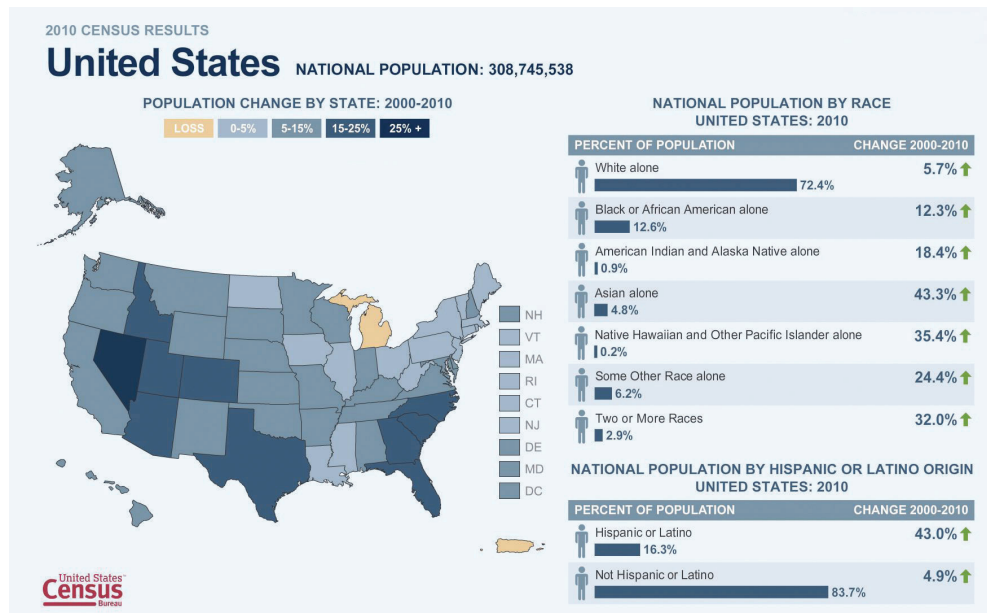 2010 CENSUS RESULTS
United States NATIONAL POPULATION: 308,745,538
POPULATION CHANGE BY STATE: 2000-2010
LOSS 0-5% 5-15% 15-25% 25% +
NH
VT
MA
RI
CT
NJ
DE
MD
DC
United States
Census
Bureau
NATIONAL POPULATION BY RACE
UNITED STATES: 2010
PERCENT OF POPULATION CHANGE 2000-2010
White alone 5.7%
72.4%
Black or African American alone 12.3%
12.6%
American Indian and Alaska Native alone 18.4%
0.9%
Asian alone 43.3%
4.8%
Native Hawaiian and Other Pacific Islander alone 35.4%
0.2%
Some Other Race alone 24.4%
6.2%
Two or More Races 32.0%
2.9%
NATIONAL POPULATION BY HISPANIC OR LATINO ORIGIN
UNITED STATES: 2010
PERCENT OF POPULATION CHANGE 2000-2010
Hispanic or Latino 43.0%
16.3%
Not Hispanic or Latino 4.9%
83.7%